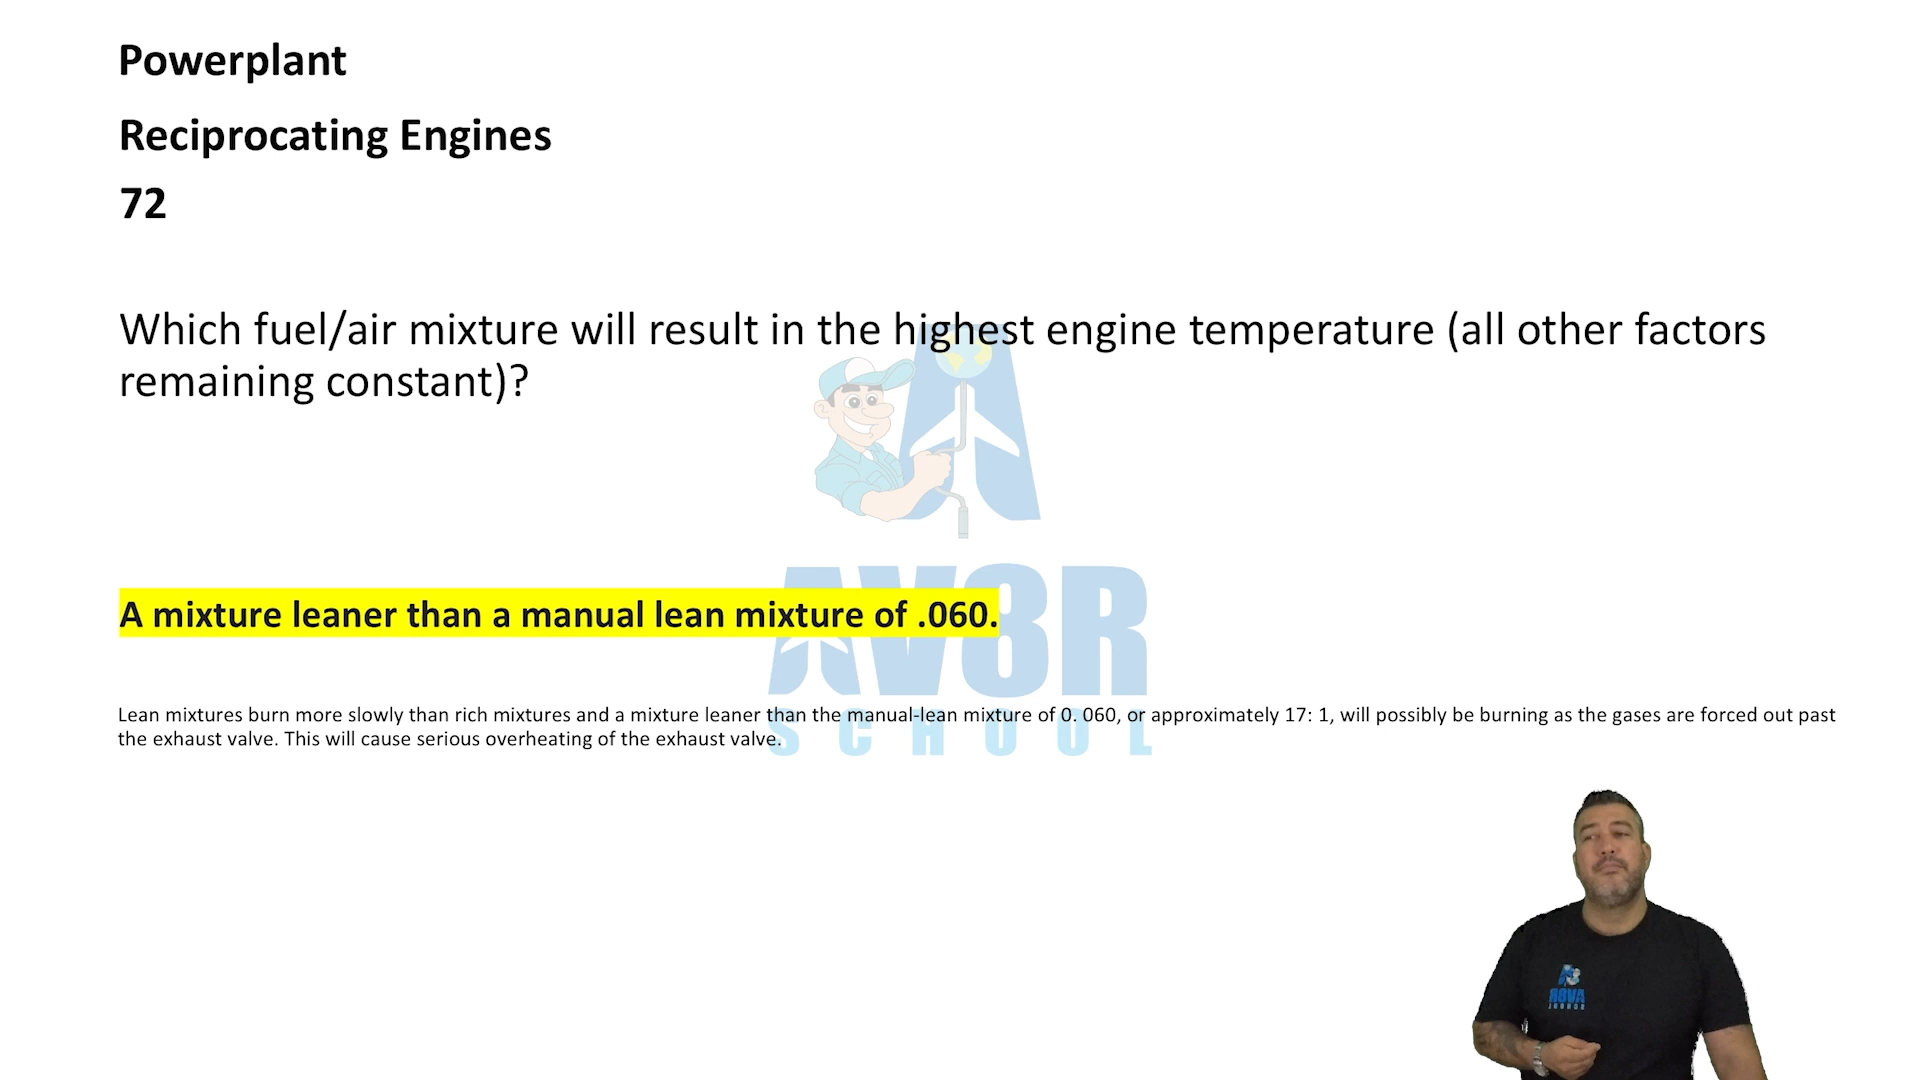 Powerplant
Reciprocating Engines
72
Which fuel/air mixture will result in the highest engine temperature (all other factors
remaining constant)?
A mixture leaner than a manual lean mixture of .060.
AV8R
SCHOOL
Lean mixtures burn more slowly than rich mixtures and a mixture leaner than the manual-lean mixture of 0. 060, or approximately 17: 1, will possibly be burning as the gases are forced out past
the exhaust valve. This will cause serious overheating of the exhaust valve.